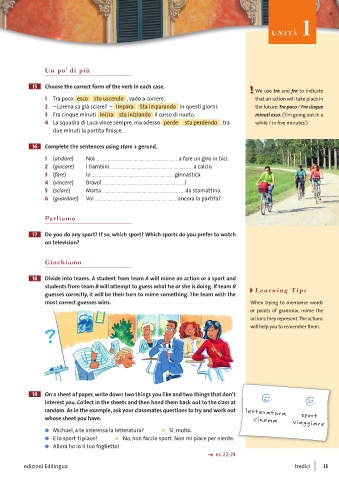 UNITÀ 1
Un po' di più
15 Choose the correct form of the verb in each case.
1 Tra poco esco sto uscendo , vado a correre.
2 – Lorena sa già sciare? – Impara Sta imparando in questi giorni.
3 Fra cinque minuti inizia sta iniziando il corso di nuoto.
4 La squadra di Luca vince sempre, ma adesso perde sta perdendo , tra
due minuti la partita finisce.
! We use tra and fra to indicate
that an action will take place in
the future: Tra poco / Fra cinque
minuti esco. ('I'm going out in a
while / in five minutes')
16 Complete the sentences using stare + gerund.
1 (andare) Noi a fare un giro in bici.
2 (giocare) I bambini a calcio.
3 (fare) Io ginnastica.
4 (vincere) Bravo! !
5 (sciare) Marta da stamattina.
6 (guardare) Voi ancora la partita?
Parliamo
17 Do you do any sport? If so, which sport? Which sports do you prefer to watch
on television?
Giochiamo
18 Divide into teams. A student from team A will mime an action or a sport and
students from team B will attempt to guess what he or she is doing. If team B
guesses correctly, it will be their turn to mime something. The team with the
most correct guesses wins.
Learning Tips
When trying to memorise words
or points of grammar, mime the
actions they represent. The actions
will help you to remember them.
?
19 On a sheet of paper, write down two things you like and two things that don't
interest you. Collect in the sheets and then hand them back out to the class at
random. As in the example, ask your classmates questions to try and work out
whose sheet you have.
Michael, a te interessa la letteratura? Sì, molto.
E lo sport ti piace? No, non faccio sport. Non mi piace per niente.
Allora ho io il tuo foglietto!
letteratura sport
cinema viaggiare
es. 22-24
edizioni Edilingua tredici 13